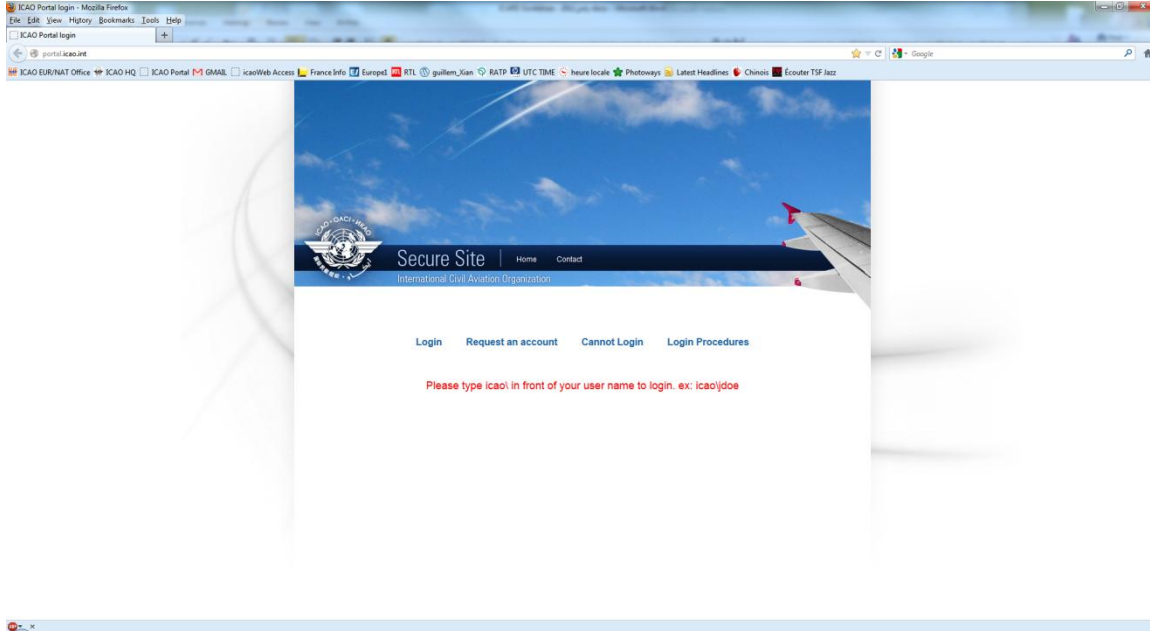 ICAO Portal login - Mozilla Firefox
File Edit View History Bookmarks Tools Help
ICAO Portal login
portal.icao.int
Google
ICAO EUR/NAT Office ICAO HQ ICAO Portal GMAIL icaoWeb Access France Info Europe1 RTL guillem_Xian RATP UTC TIME heure locale Photoways Latest Headlines Chinois Écouter TSF Jazz
ICAO · OACI · ИКАО
Secure Site | Home Contact
International Civil Aviation Organization
Login Request an account Cannot Login Login Procedures
Please type icao\ in front of your user name to login. ex: icao\jdoe